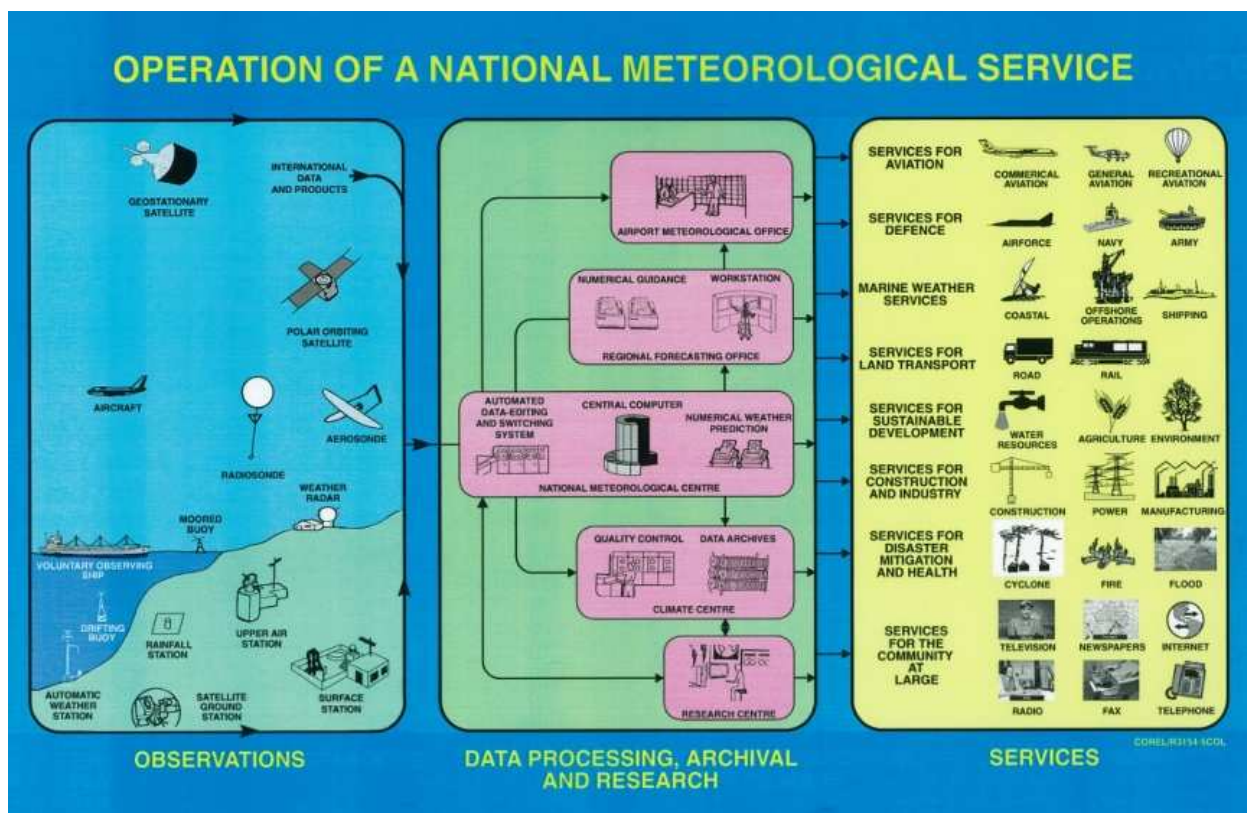 OPERATION OF A NATIONAL METEOROLOGICAL SERVICE
GEOSTATIONARY
SATELLITE
INTERNATIONAL
DATA
AND PRODUCTS
POLAR ORBITING
SATELLITE
AIRCRAFT
RADIOSONDE
AEROSONDE
WEATHER
RADAR
MOORED
BUOY
VOLUNTARY OBSERVING
SHIP
DRIFTING
BUOY
RAINFALL
STATION
UPPER AIR
STATION
AUTOMATIC
WEATHER
STATION
SATELLITE
GROUND
STATION
SURFACE
STATION
OBSERVATIONS
AIRPORT METEOROLOGICAL OFFICE
NUMERICAL GUIDANCE
WORKSTATION
REGIONAL FORECASTING OFFICE
AUTOMATED
DATA-EDITING
AND SWITCHING
SYSTEM
CENTRAL COMPUTER
NUMERICAL WEATHER
PREDICTION
NATIONAL METEOROLOGICAL CENTRE
QUALITY CONTROL
DATA ARCHIVES
CLIMATE CENTRE
RESEARCH CENTRE
DATA PROCESSING, ARCHIVAL
AND RESEARCH
SERVICES FOR
AVIATION
COMMERICAL
AVIATION
GENERAL
AVIATION
RECREATIONAL
AVIATION
SERVICES FOR
DEFENCE
AIRFORCE
NAVY
ARMY
MARINE WEATHER
SERVICES
COASTAL
OFFSHORE
OPERATIONS
SHIPPING
SERVICES FOR
LAND TRANSPORT
ROAD
RAIL
SERVICES FOR
SUSTAINABLE
DEVELOPMENT
WATER
RESOURCES
AGRICULTURE
ENVIRONMENT
SERVICES FOR
CONSTRUCTION
AND INDUSTRY
CONSTRUCTION
POWER
MANUFACTURING
SERVICES FOR
DISASTER
MITIGATION
AND HEALTH
CYCLONE
FIRE
FLOOD
SERVICES
FOR THE
COMMUNITY
AT
LARGE
TELEVISION
NEWSPAPERS
INTERNET
RADIO
FAX
TELEPHONE
COREL/R3154-5COL
SERVICES